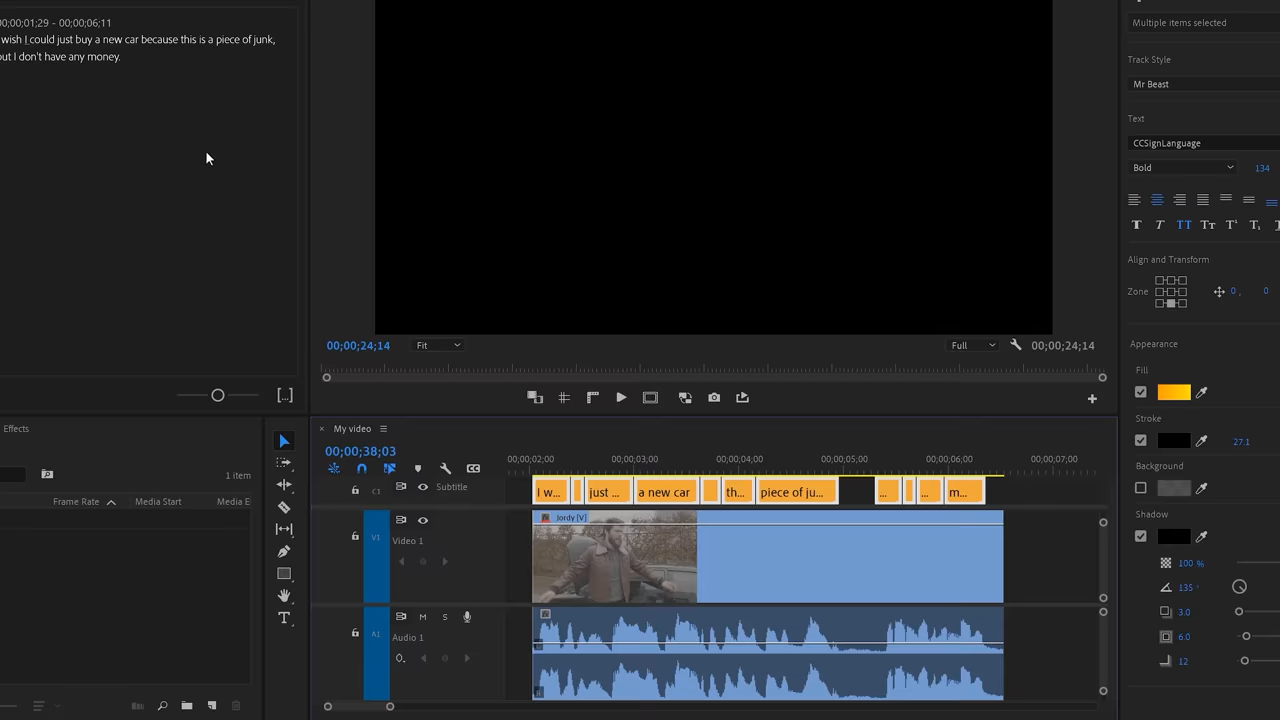 00;00;01;29 - 00;00;06;11
wish I could just buy a new car because this is a piece of junk,
but I don't have any money.
00;00;24;14
Fit
Full
00;00;24;14
Multiple items selected
Track Style
Mr Beast
Text
CCSignLanguage
Bold
134
Align and Transform
Zone
0 ,
0
Appearance
Fill
Stroke
27.1
Background
Shadow
100 %
135 °
3.0
6.0
12
Effects
1 item
Frame Rate
Media Start
Media E
× My video
00;00;38;03
00;00;02;00
00;00;03;00
00;00;04;00
00;00;05;00
00;00;06;00
00;00;07;00
C1
Subtitle
I w...
just ...
a new car
th...
piece of ju...
...
...
m...
V1
Video 1
Jordy [V]
A1
M
S
Audio 1